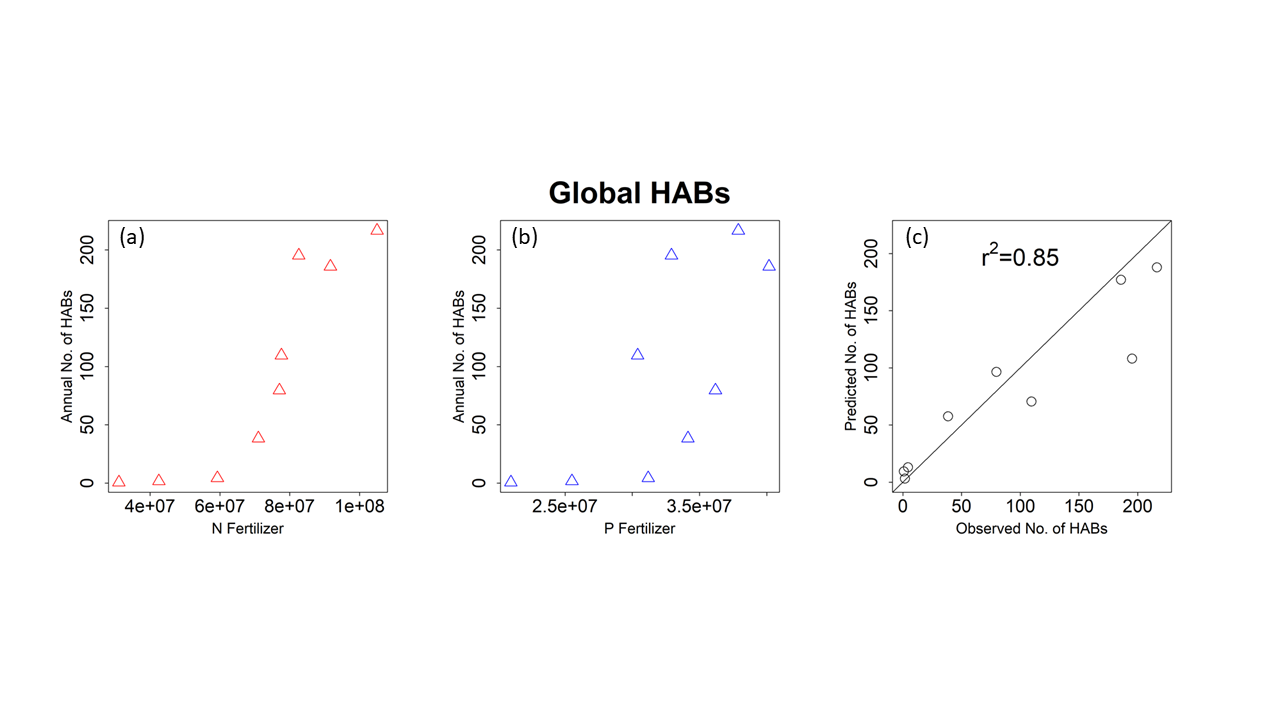 Global HABs
(a)
Annual No. of HABs
200
150
100
50
0
4e+07 6e+07 8e+07 1e+08
N Fertilizer
(b)
Annual No. of HABs
200
150
100
50
0
2.5e+07 3.5e+07
P Fertilizer
(c)
r²=0.85
Predicted No. of HABs
200
150
100
50
0
0 50 100 150 200
Observed No. of HABs